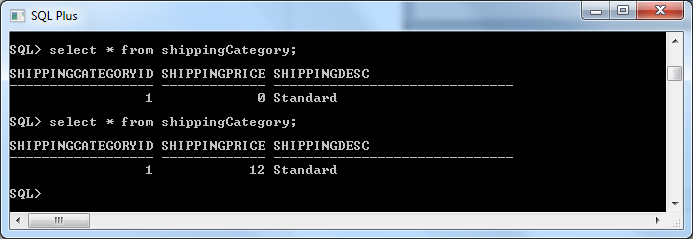 SQL Plus
SQL> select * from shippingCategory;
SHIPPINGCATEGORYID SHIPPINGPRICE SHIPPINGDESC
------------------ ------------- ------------------------------
1 0 Standard
SQL> select * from shippingCategory;
SHIPPINGCATEGORYID SHIPPINGPRICE SHIPPINGDESC
------------------ ------------- ------------------------------
1 12 Standard
SQL>